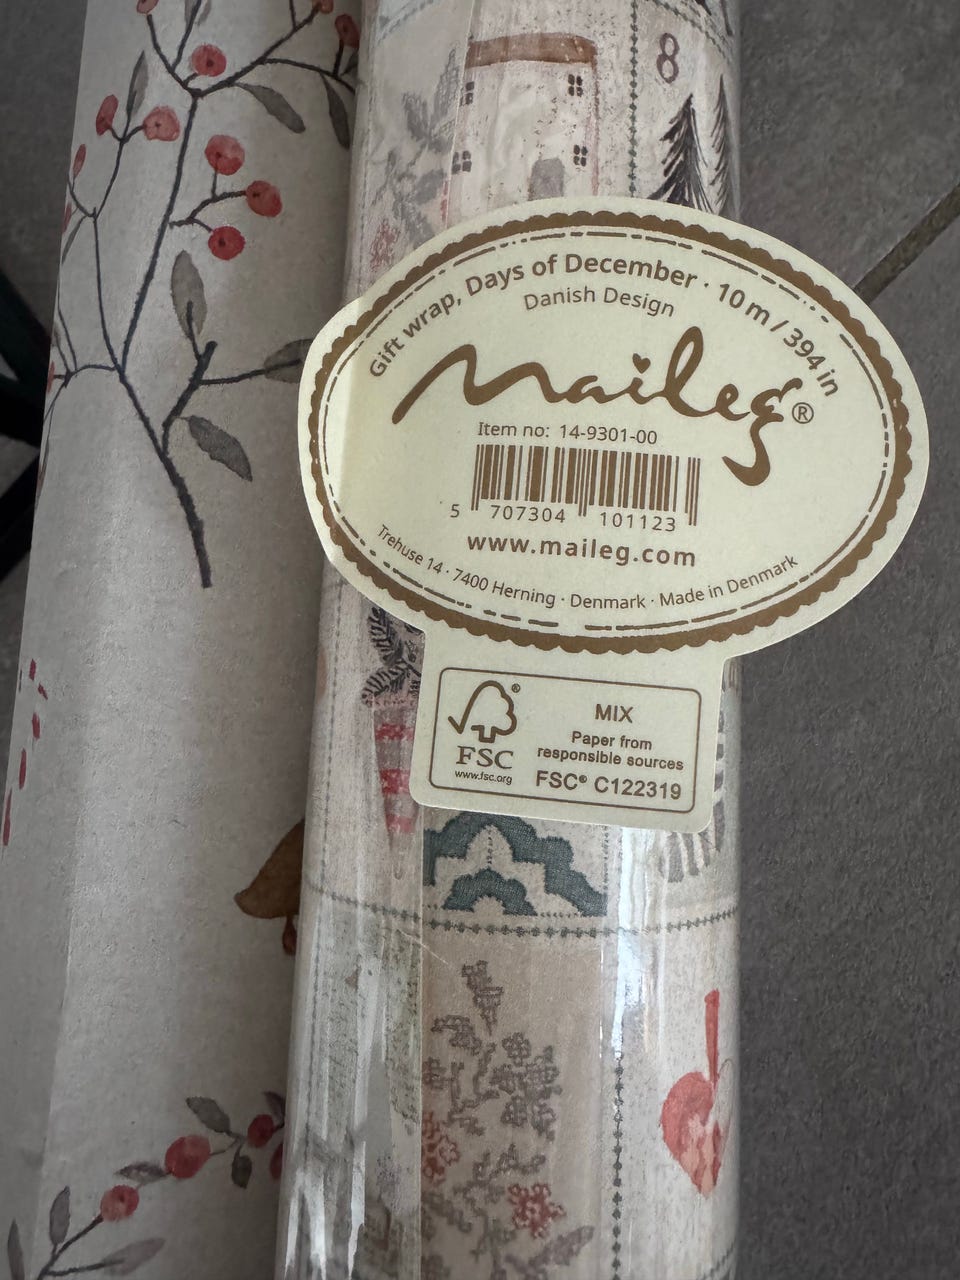 8
Gift wrap, Days of December · 10 m / 394 in
Danish Design
Maileg®
Item no: 14-9301-00
5 707304 101123
www.maileg.com
Trehuse 14 · 7400 Herning · Denmark · Made in Denmark
FSC®
www.fsc.org
MIX
Paper from
responsible sources
FSC® C122319